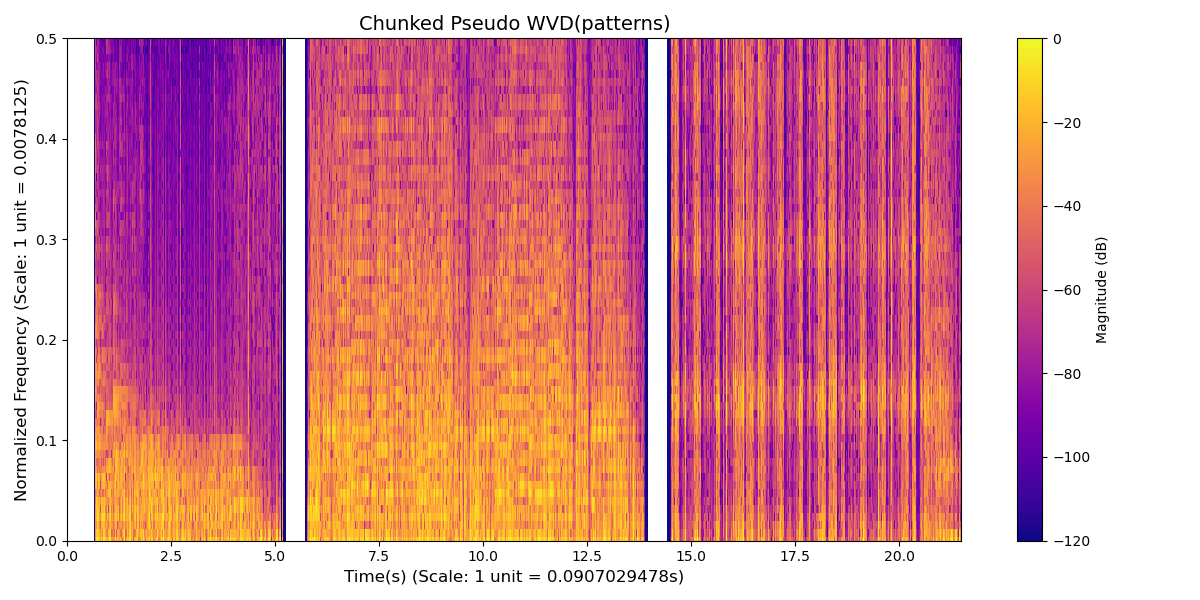 Chunked Pseudo WVD(patterns)
Normalized Frequency (Scale: 1 unit = 0.0078125)
0.5
0.4
0.3
0.2
0.1
0.0
0.0 2.5 5.0 7.5 10.0 12.5 15.0 17.5 20.0
Time(s) (Scale: 1 unit = 0.0907029478s)
0
−20
−40
−60
−80
−100
−120
Magnitude (dB)